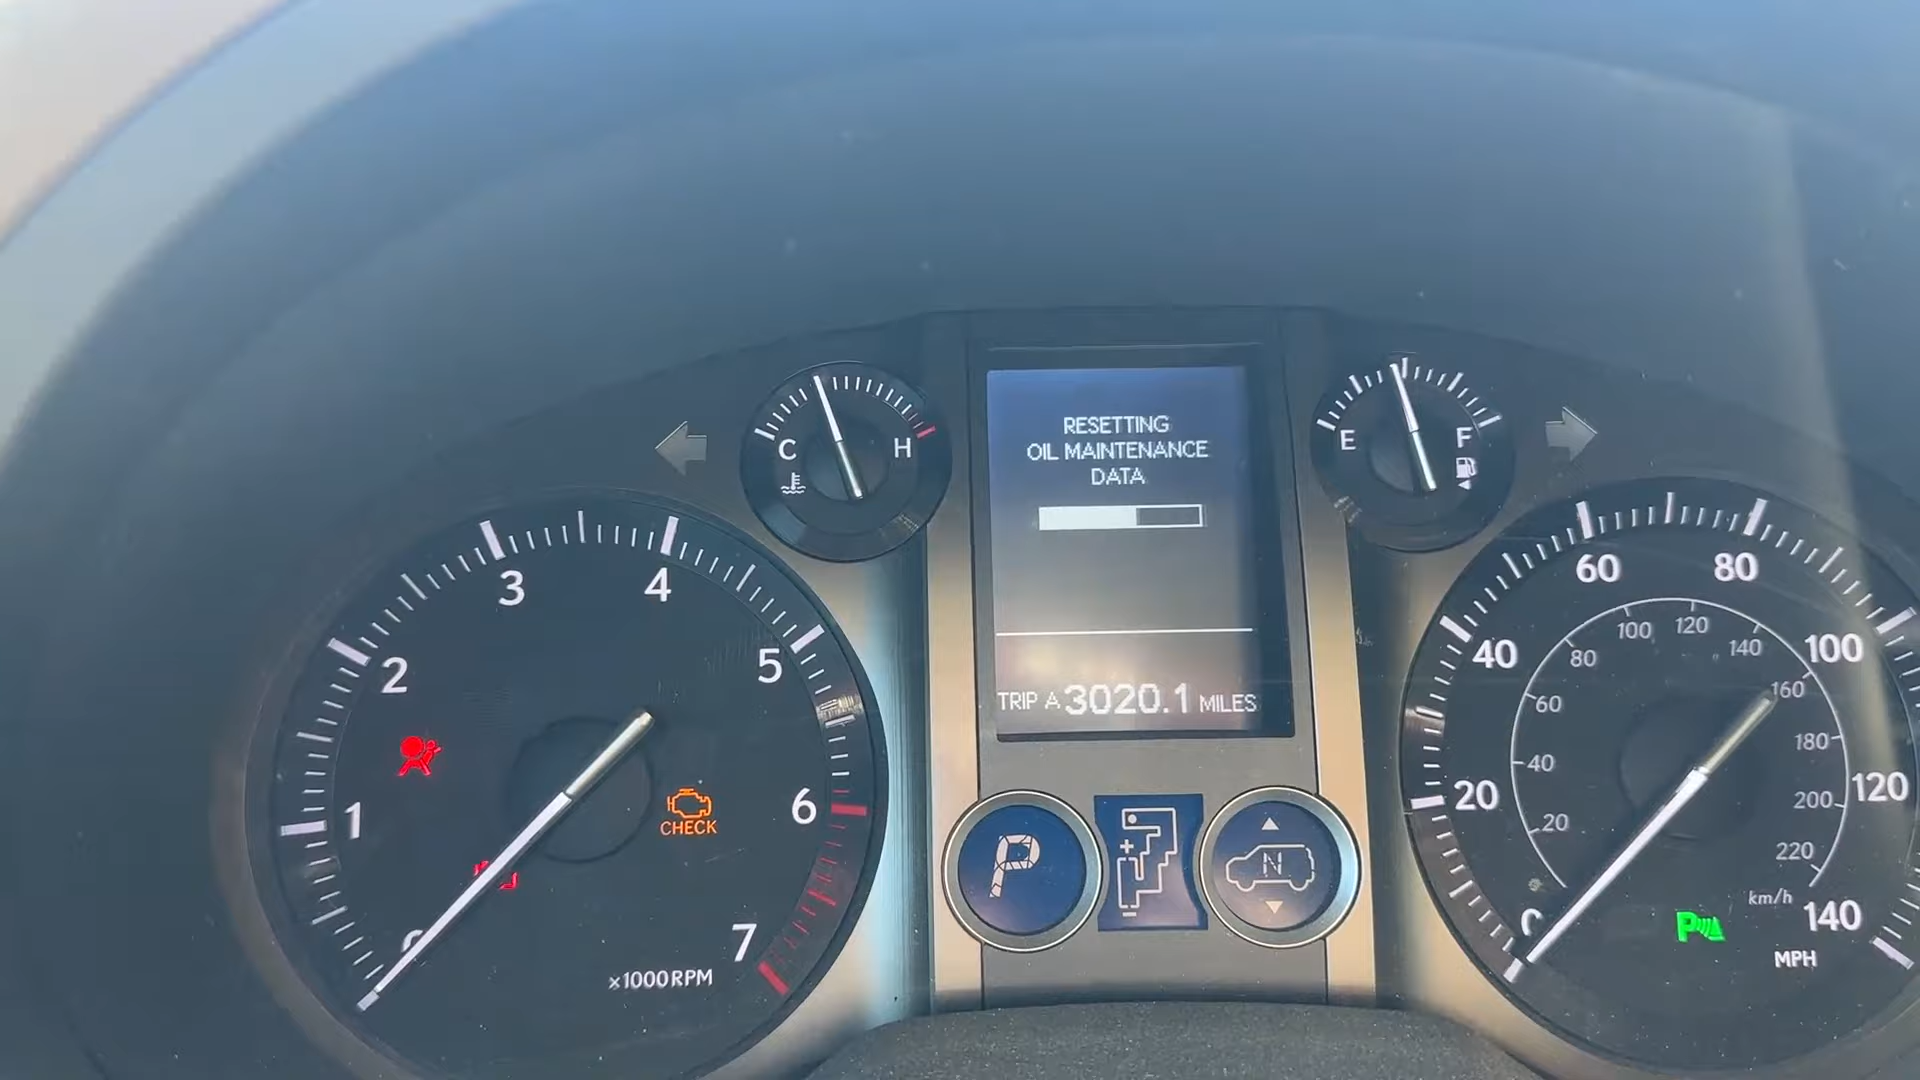 C
H
RESETTING
OIL MAINTENANCE
DATA
E
F
TRIP A 3020.1 MILES
0
1
2
3
4
5
6
7
CHECK
×1000RPM
P
+
N
−
0
20
40
60
80
100
120
140
MPH
20
40
60
80
100
120
140
160
180
200
220
km/h
P